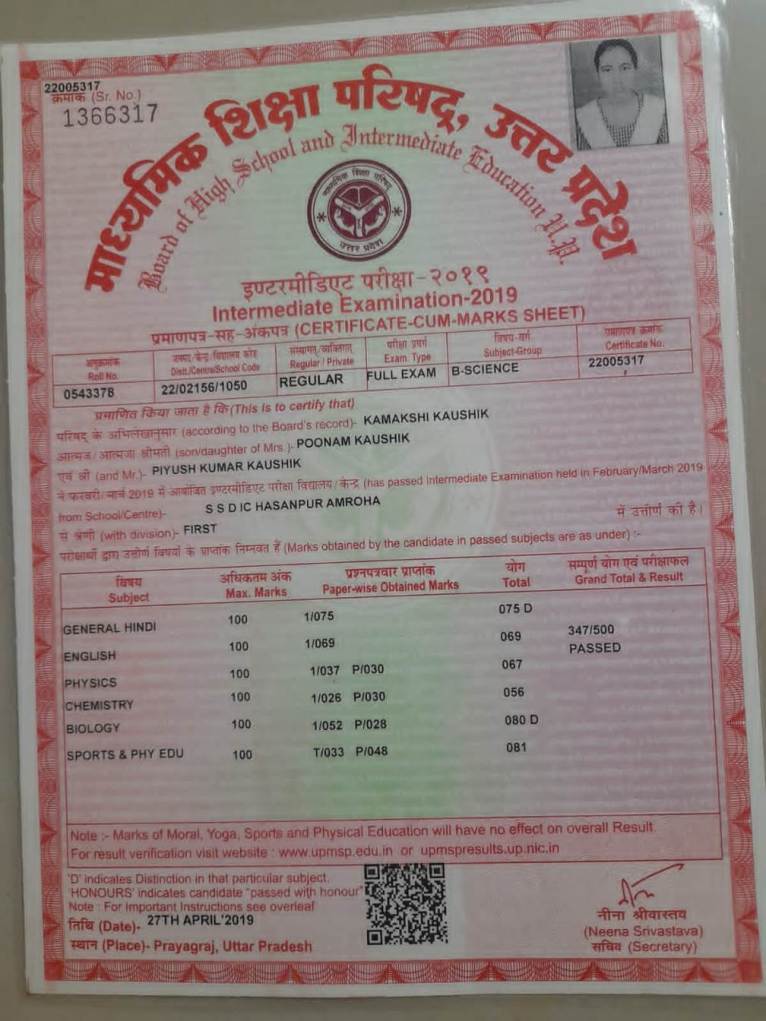 22005317
क्रमांक (Sr. No.)
1366317
माध्यमिक शिक्षा परिषद्, उत्तर प्रदेश
Board of High School and Intermediate Education U.P.
माध्यमिक शिक्षा परिषद्
उत्तर प्रदेश
इण्टरमीडिएट परीक्षा-२०१९
Intermediate Examination-2019
प्रमाणपत्र-सह-अंकपत्र (CERTIFICATE-CUM-MARKS SHEET)
अनुक्रमांक जनपद/केन्द्र/विद्यालय कोड संस्थागत/व्यक्तिगत परीक्षा प्रवर्ग विषय-वर्ग प्रमाणपत्र क्रमांक
Roll No. Distt./Centre/School Code Regular / Private Exam. Type Subject-Group Certificate No.
0543378 22/02156/1050 REGULAR FULL EXAM B-SCIENCE 22005317
प्रमाणित किया जाता है कि (This is to certify that)
परिषद् के अभिलेखानुसार (according to the Board's record)- KAMAKSHI KAUSHIK
आत्मज/आत्मजा श्रीमती (son/daughter of Mrs.)- POONAM KAUSHIK
एवं श्री (and Mr.)- PIYUSH KUMAR KAUSHIK
ने फरवरी/मार्च 2019 में आयोजित इण्टरमीडिएट परीक्षा विद्यालय/केन्द्र (has passed Intermediate Examination held in February/March 2019
from School/Centre)- S S D IC HASANPUR AMROHA में उत्तीर्ण की है।
से श्रेणी (with division)- FIRST
परीक्षार्थी द्वारा उत्तीर्ण विषयों के प्राप्तांक निम्नवत हैं (Marks obtained by the candidate in passed subjects are as under) :-
विषय अधिकतम अंक प्रश्नपत्रवार प्राप्तांक योग सम्पूर्ण योग एवं परीक्षाफल
Subject Max. Marks Paper-wise Obtained Marks Total Grand Total & Result
GENERAL HINDI 100 1/075 075 D 347/500
ENGLISH 100 1/069 069 PASSED
PHYSICS 100 1/037 P/030 067
CHEMISTRY 100 1/026 P/030 056
BIOLOGY 100 1/052 P/028 080 D
SPORTS & PHY EDU 100 T/033 P/048 081
Note :- Marks of Moral, Yoga, Sports and Physical Education will have no effect on overall Result.
For result verification visit website : www.upmsp.edu.in or upmspresults.up.nic.in
'D' indicates Distinction in that particular subject.
'HONOURS' indicates candidate "passed with honour"
Note : For Important Instructions see overleaf
तिथि (Date)- 27TH APRIL'2019
स्थान (Place)- Prayagraj, Uttar Pradesh
नीना श्रीवास्तव
(Neena Srivastava)
सचिव (Secretary)